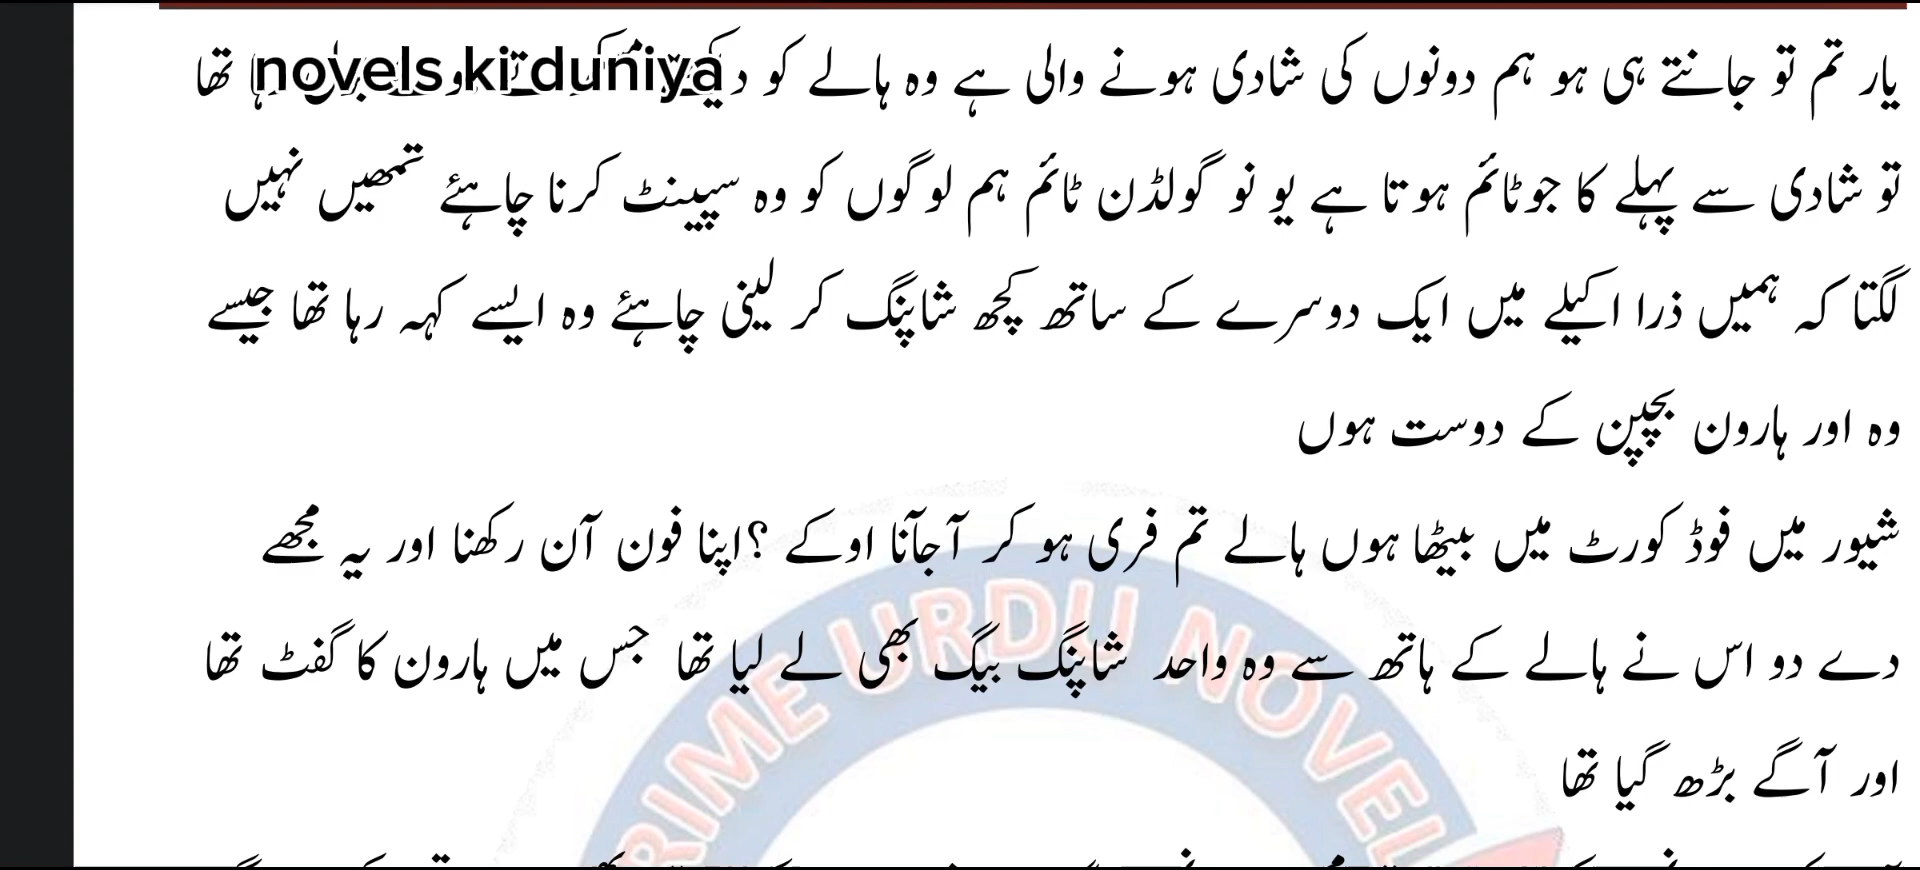 یار تم تو جانتے ہی ہو ہم دونوں کی شادی ہونے والی ہے وہ ہالے کو تھا
novels ki duniya
تو شادی سے پہلے کا جو ٹائم ہوتا ہے یو نو گولڈن ٹائم ہم لوگوں کو وہ سپینٹ کرنا چاہئے تمھیں نہیں
لگتا کہ ہمیں ذرا اکیلے میں ایک دوسرے کے ساتھ کچھ شاپنگ کر لینی چاہئے وہ ایسے کہہ رہا تھا جیسے
وہ اور ہارون بچپن کے دوست ہوں
شیور میں فوڈ کورٹ میں بیٹھا ہوں ہالے تم فری ہو کر آجانا اوکے ؟اپنا فون آن رکھنا اور یہ مجھے
دے دو اس نے ہالے کے ہاتھ سے وہ واحد شاپنگ بیگ بھی لے لیا تھا جس میں ہارون کا گفٹ تھا
اور آگے بڑھ گیا تھا
RIME URDU NOVEL